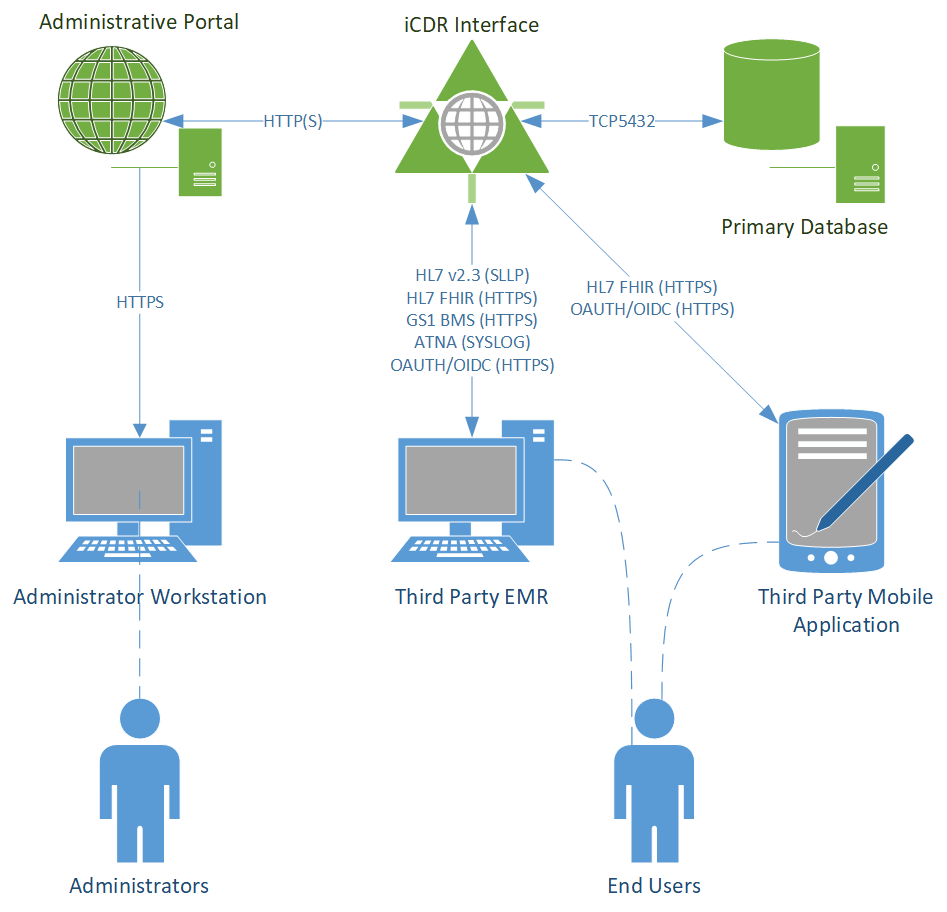 Administrative Portal
iCDR Interface
HTTP(S)
TCP5432
Primary Database
HTTPS
HL7 v2.3 (SLLP)
HL7 FHIR (HTTPS)
GS1 BMS (HTTPS)
ATNA (SYSLOG)
OAUTH/OIDC (HTTPS)
HL7 FHIR (HTTPS)
OAUTH/OIDC (HTTPS)
Administrator Workstation
Third Party EMR
Third Party Mobile
Application
Administrators
End Users